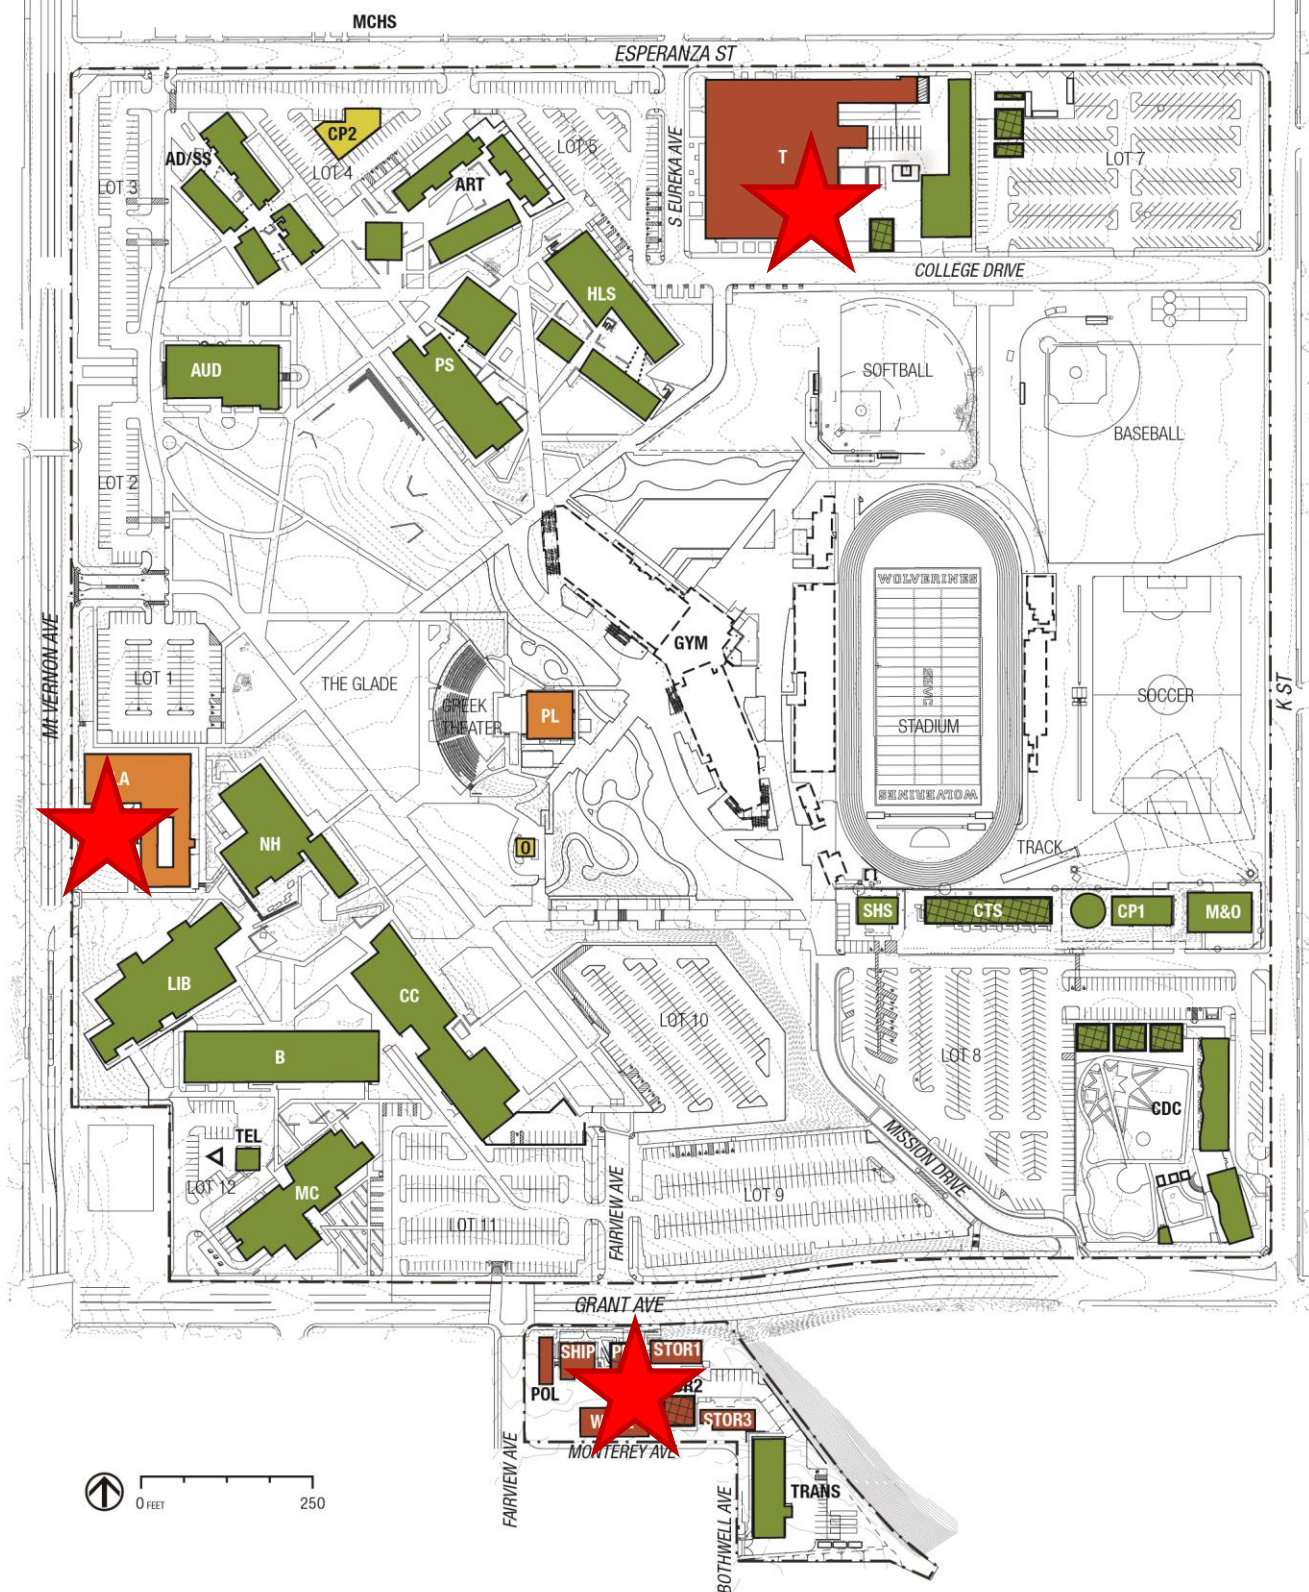 MCHS
ESPERANZA ST
CP2
AD/SS
LOT 3
LOT 4
ART
LOT 5
S EUREKA AVE
T
LOT 7
COLLEGE DRIVE
HLS
AUD
PS
SOFTBALL
BASEBALL
LOT 2
WOLVERINES
MT VERNON AVE
LOT 1
THE GLADE
GREEK
THEATER
PL
GYM
SBVC
STADIUM
SOCCER
K ST
WOLVERINES
NH
O
TRACK
SHS
CTS
CP1
M&O
LIB
CC
LOT 10
LOT 8
B
CDC
TEL
LOT 12
MC
LOT 11
FAIRVIEW AVE
LOT 9
MISSION DRIVE
GRANT AVE
SHIP
STOR1
POL
STOR3
MONTEREY AVE
FAIRVIEW AVE
BOTHWELL AVE
TRANS
0 FEET
250